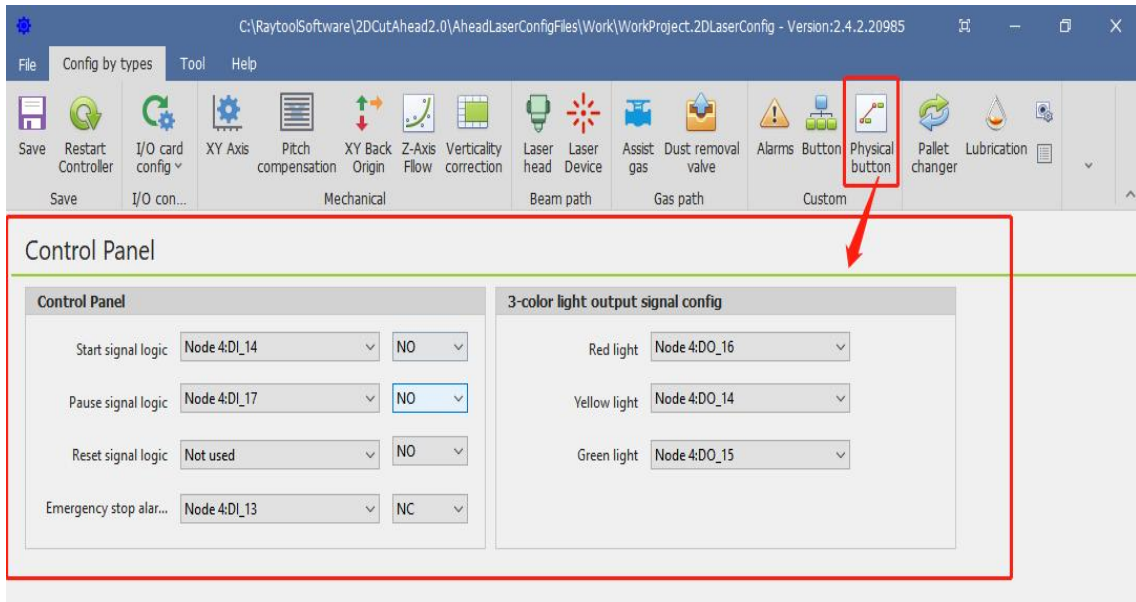 C:\RaytoolSoftware\2DCutAhead2.0\AheadLaserConfigFiles\Work\WorkProject.2DLaserConfig - Version:2.4.2.20985
File Config by types Tool Help
Save Restart Controller I/O card config XY Axis Pitch compensation XY Back Origin Z-Axis Fllow Verticality correction Laser head Laser Device Assist gas Dust removal valve Alarms Button Physical button Pallet changer Lubrication
Save I/O con... Mechanical Beam path Gas path Custom
Control Panel
Control Panel 3-color light output signal config
Start signal logic Node 4:DI_14 NO Red light Node 4:DO_16
Pause signal logic Node 4:DI_17 NO Yellow light Node 4:DO_14
Reset signal logic Not used NO Green light Node 4:DO_15
Emergency stop alar... Node 4:DI_13 NC